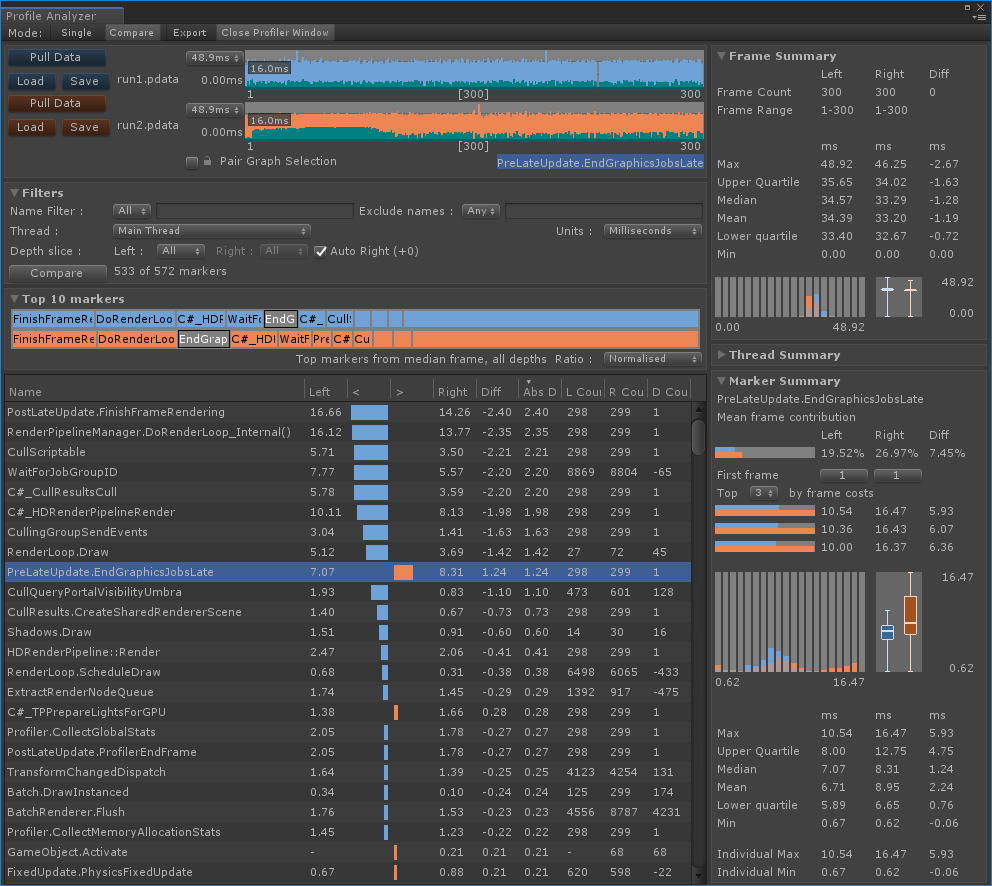 Profile Analyzer
Mode: Single Compare Export Close Profiler Window
Pull Data
Load Save run1.pdata
48.9ms
0.00ms
16.0ms
1 [300] 300
Pull Data
Load Save run2.pdata
48.9ms
0.00ms
16.0ms
1 [300] 300
Pair Graph Selection PreLateUpdate.EndGraphicsJobsLate
Filters
Name Filter : All Exclude names : Any
Thread : Main Thread Units : Milliseconds
Depth slice : Left : All Right : All Auto Right (+0)
Compare 533 of 572 markers
Top 10 markers
FinishFrameRe DoRenderLoo C#_HDR WaitFo EndG C#_ Cull
FinishFrameRe DoRenderLoo EndGrap C#_HDI WaitF Pre C# Cu
Top markers from median frame, all depths Ratio : Normalised
Name Left < > Right Diff Abs D L Cou R Cou D Cou
PostLateUpdate.FinishFrameRendering 16.66 14.26 -2.40 2.40 298 299 1
RenderPipelineManager.DoRenderLoop_Internal() 16.12 13.77 -2.35 2.35 298 299 1
CullScriptable 5.71 3.50 -2.21 2.21 298 299 1
WaitForJobGroupID 7.77 5.57 -2.20 2.20 8869 8804 -65
C#_CullResultsCull 5.78 3.59 -2.20 2.20 298 299 1
C#_HDRenderPipelineRender 10.11 8.13 -1.98 1.98 298 299 1
CullingGroupSendEvents 3.04 1.41 -1.63 1.63 298 299 1
RenderLoop.Draw 5.12 3.69 -1.42 1.42 27 72 45
PreLateUpdate.EndGraphicsJobsLate 7.07 8.31 1.24 1.24 298 299 1
CullQueryPortalVisibilityUmbra 1.93 0.83 -1.10 1.10 473 601 128
CullResults.CreateSharedRendererScene 1.40 0.67 -0.73 0.73 298 299 1
Shadows.Draw 1.51 0.91 -0.60 0.60 14 30 16
HDRenderPipeline::Render 2.47 2.06 -0.41 0.41 298 299 1
RenderLoop.ScheduleDraw 0.68 0.31 -0.38 0.38 6498 6065 -433
ExtractRenderNodeQueue 1.74 1.45 -0.29 0.29 1392 917 -475
C#_TPPrepareLightsForGPU 1.38 1.66 0.28 0.28 298 299 1
Profiler.CollectGlobalStats 2.05 1.78 -0.27 0.27 298 299 1
PostLateUpdate.ProfilerEndFrame 2.05 1.78 -0.27 0.27 298 299 1
TransformChangedDispatch 1.64 1.39 -0.25 0.25 4123 4254 131
Batch.DrawInstanced 0.34 0.10 -0.24 0.24 125 299 174
BatchRenderer.Flush 1.76 1.53 -0.23 0.23 4556 8787 4231
Profiler.CollectMemoryAllocationStats 1.45 1.23 -0.22 0.22 298 299 1
GameObject.Activate - 0.21 0.21 0.21 - 68 68
FixedUpdate.PhysicsFixedUpdate 0.67 0.88 0.21 0.21 620 598 -22
Frame Summary
Left Right Diff
Frame Count 300 300 0
Frame Range 1-300 1-300
ms ms ms
Max 48.92 46.25 -2.67
Upper Quartile 35.65 34.02 -1.63
Median 34.57 33.29 -1.28
Mean 34.39 33.20 -1.19
Lower quartile 33.40 32.67 -0.72
Min 0.00 0.00 0.00
48.92
0.00
0.00 48.92
Thread Summary
Marker Summary
PreLateUpdate.EndGraphicsJobsLate
Mean frame contribution
Left Right Diff
19.52% 26.97% 7.45%
First frame 1 1
Top 3 by frame costs
10.54 16.47 5.93
10.36 16.43 6.07
10.00 16.37 6.36
16.47
0.62
0.62 16.47
ms ms ms
Max 10.54 16.47 5.93
Upper Quartile 8.00 12.75 4.75
Median 7.07 8.31 1.24
Mean 6.71 8.95 2.24
Lower quartile 5.89 6.65 0.76
Min 0.67 0.62 -0.06
Individual Max 10.54 16.47 5.93
Individual Min 0.67 0.62 -0.06